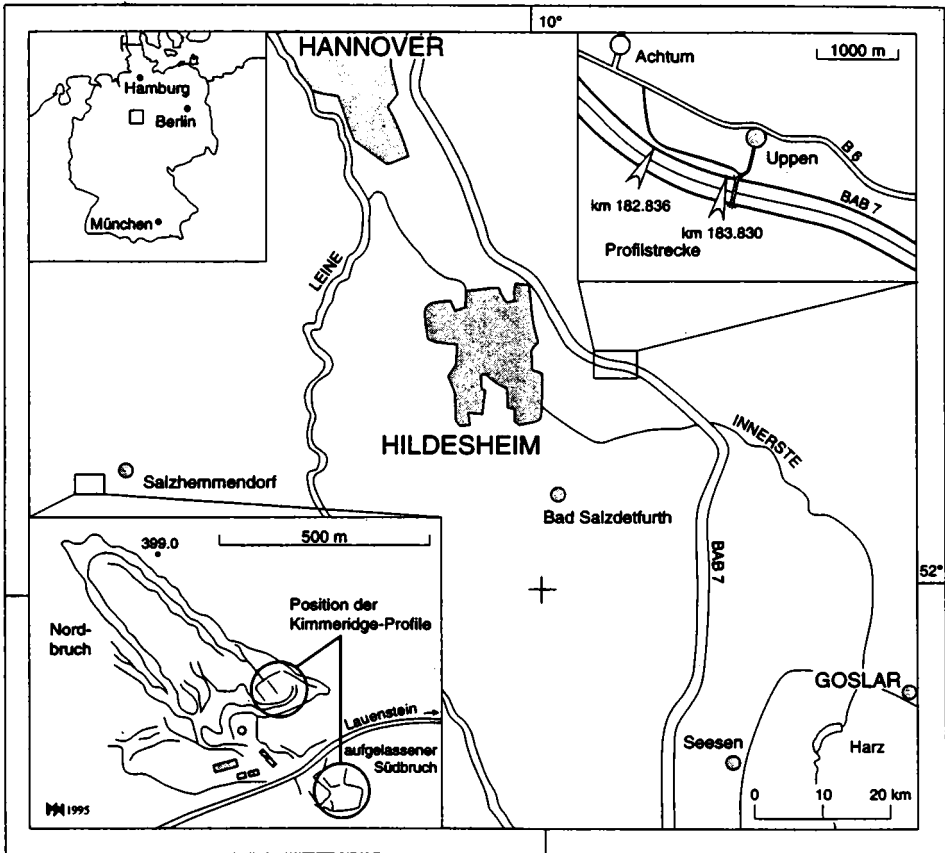 10°
HANNOVER
Hamburg
Berlin
München
Achtum
1000 m
Uppen
B 6
BAB 7
km 182.836
km 183.830
Profilstrecke
LEINE
HILDESHEIM
INNERSTE
Salzhemmendorf
Bad Salzdetfurth
BAB 7
52°
399.0
500 m
Position der
Kimmeridge-Profile
Nord-
bruch
Lauenstein
aufgelassener
Südbruch
1995
GOSLAR
Seesen
Harz
0 10 20 km